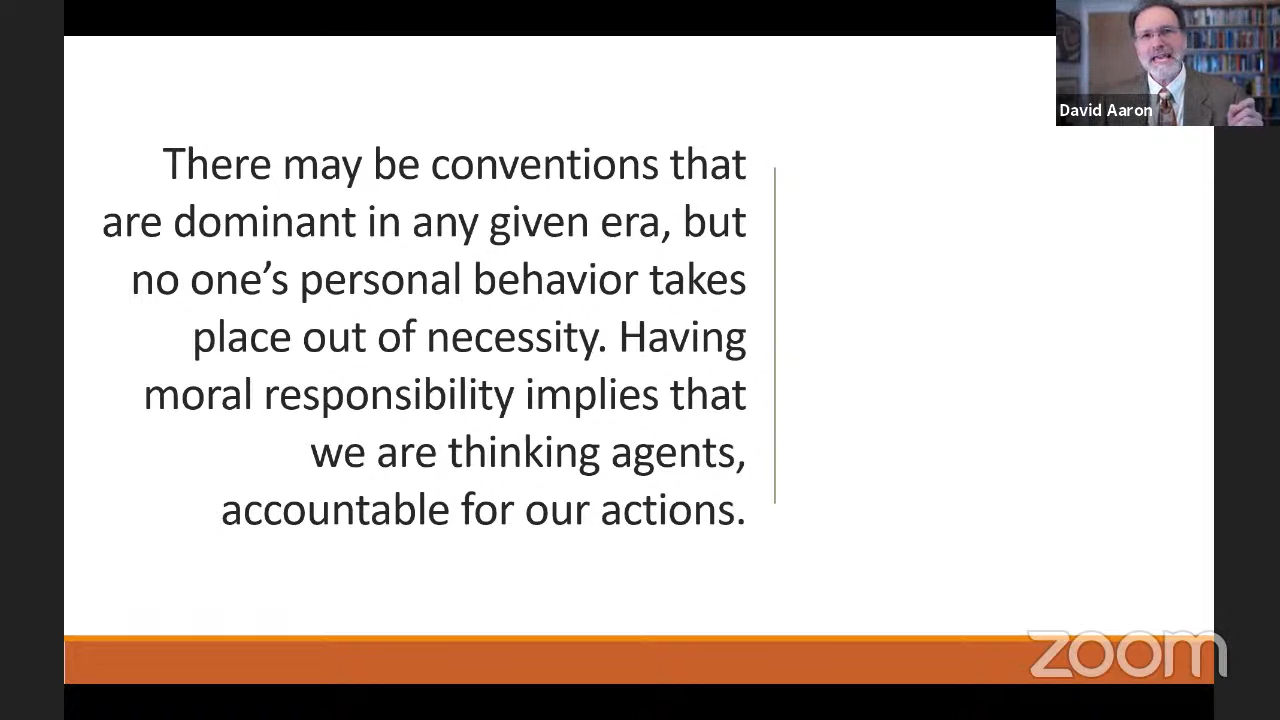 David Aaron
There may be conventions that
are dominant in any given era, but
no one’s personal behavior takes
place out of necessity. Having
moral responsibility implies that
we are thinking agents,
accountable for our actions.
zoom